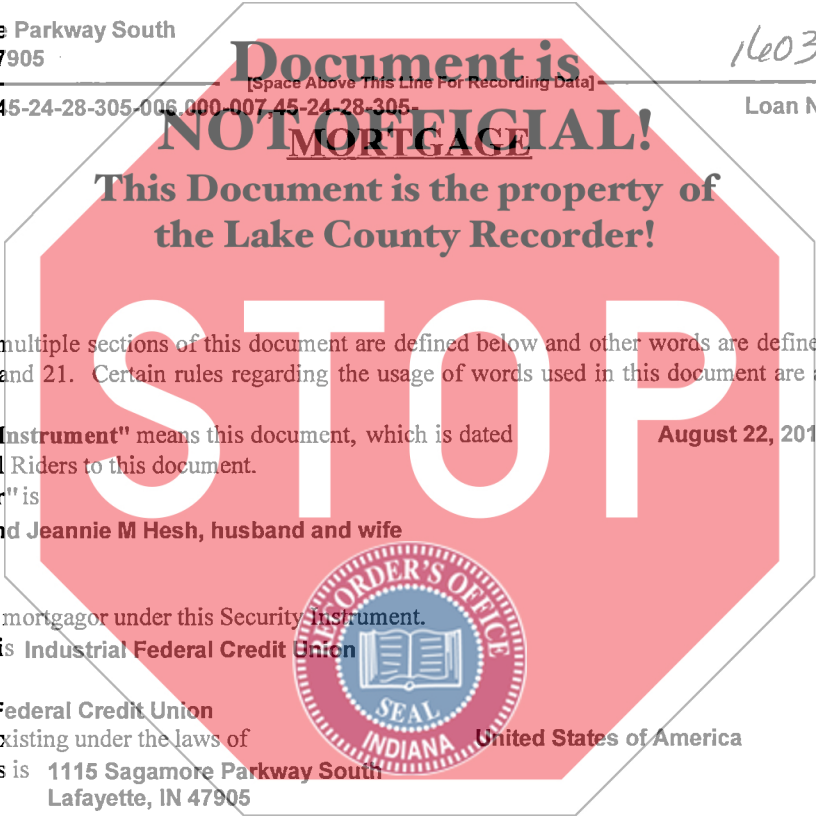 e Parkway South
7905
1603
Document is
[Space Above This Line For Recording Data]
45-24-28-305-006.000-007,45-24-28-305-
Loan N
NOT OFFICIAL!
MORTGAGE
This Document is the property of
the Lake County Recorder!
STOP
multiple sections of this document are defined below and other words are define
and 21. Certain rules regarding the usage of words used in this document are a
Instrument" means this document, which is dated August 22, 201
l Riders to this document.
r" is
nd Jeannie M Hesh, husband and wife
mortgagor under this Security Instrument.
is Industrial Federal Credit Union
RECORDER'S OFFICE
SEAL
INDIANA
Federal Credit Union
xisting under the laws of United States of America
s is 1115 Sagamore Parkway South
Lafayette, IN 47905